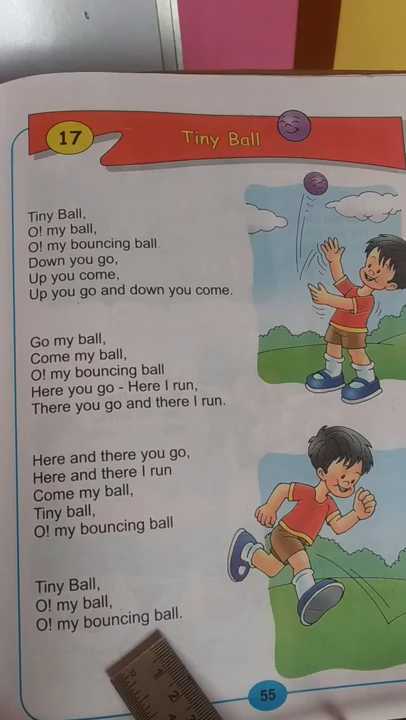 17
Tiny Ball
Tiny Ball,
O! my ball,
O! my bouncing ball
Down you go,
Up you come,
Up you go and down you come.
Go my ball,
Come my ball,
O! my bouncing ball
Here you go - Here I run,
There you go and there I run.
Here and there you go,
Here and there I run
Come my ball,
Tiny ball,
O! my bouncing ball
Tiny Ball,
O! my ball,
O! my bouncing ball.
1
2
55